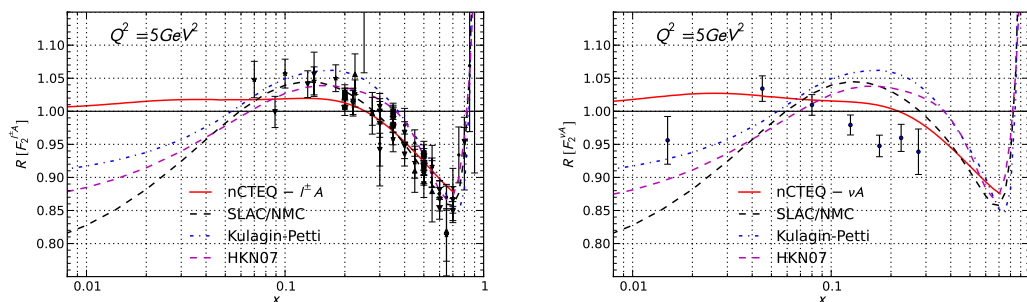 Q² =5GeV²
R [F₂^{l±A}]
1.10
1.05
1.00
0.95
0.90
0.85
0.80
nCTEQ − l±A
SLAC/NMC
Kulagin-Petti
HKN07
0.01
0.1
1
x
Q² =5GeV²
R [F₂^{νA}]
1.10
1.05
1.00
0.95
0.90
0.85
0.80
nCTEQ − νA
SLAC/NMC
Kulagin-Petti
HKN07
0.01
0.1
1
x